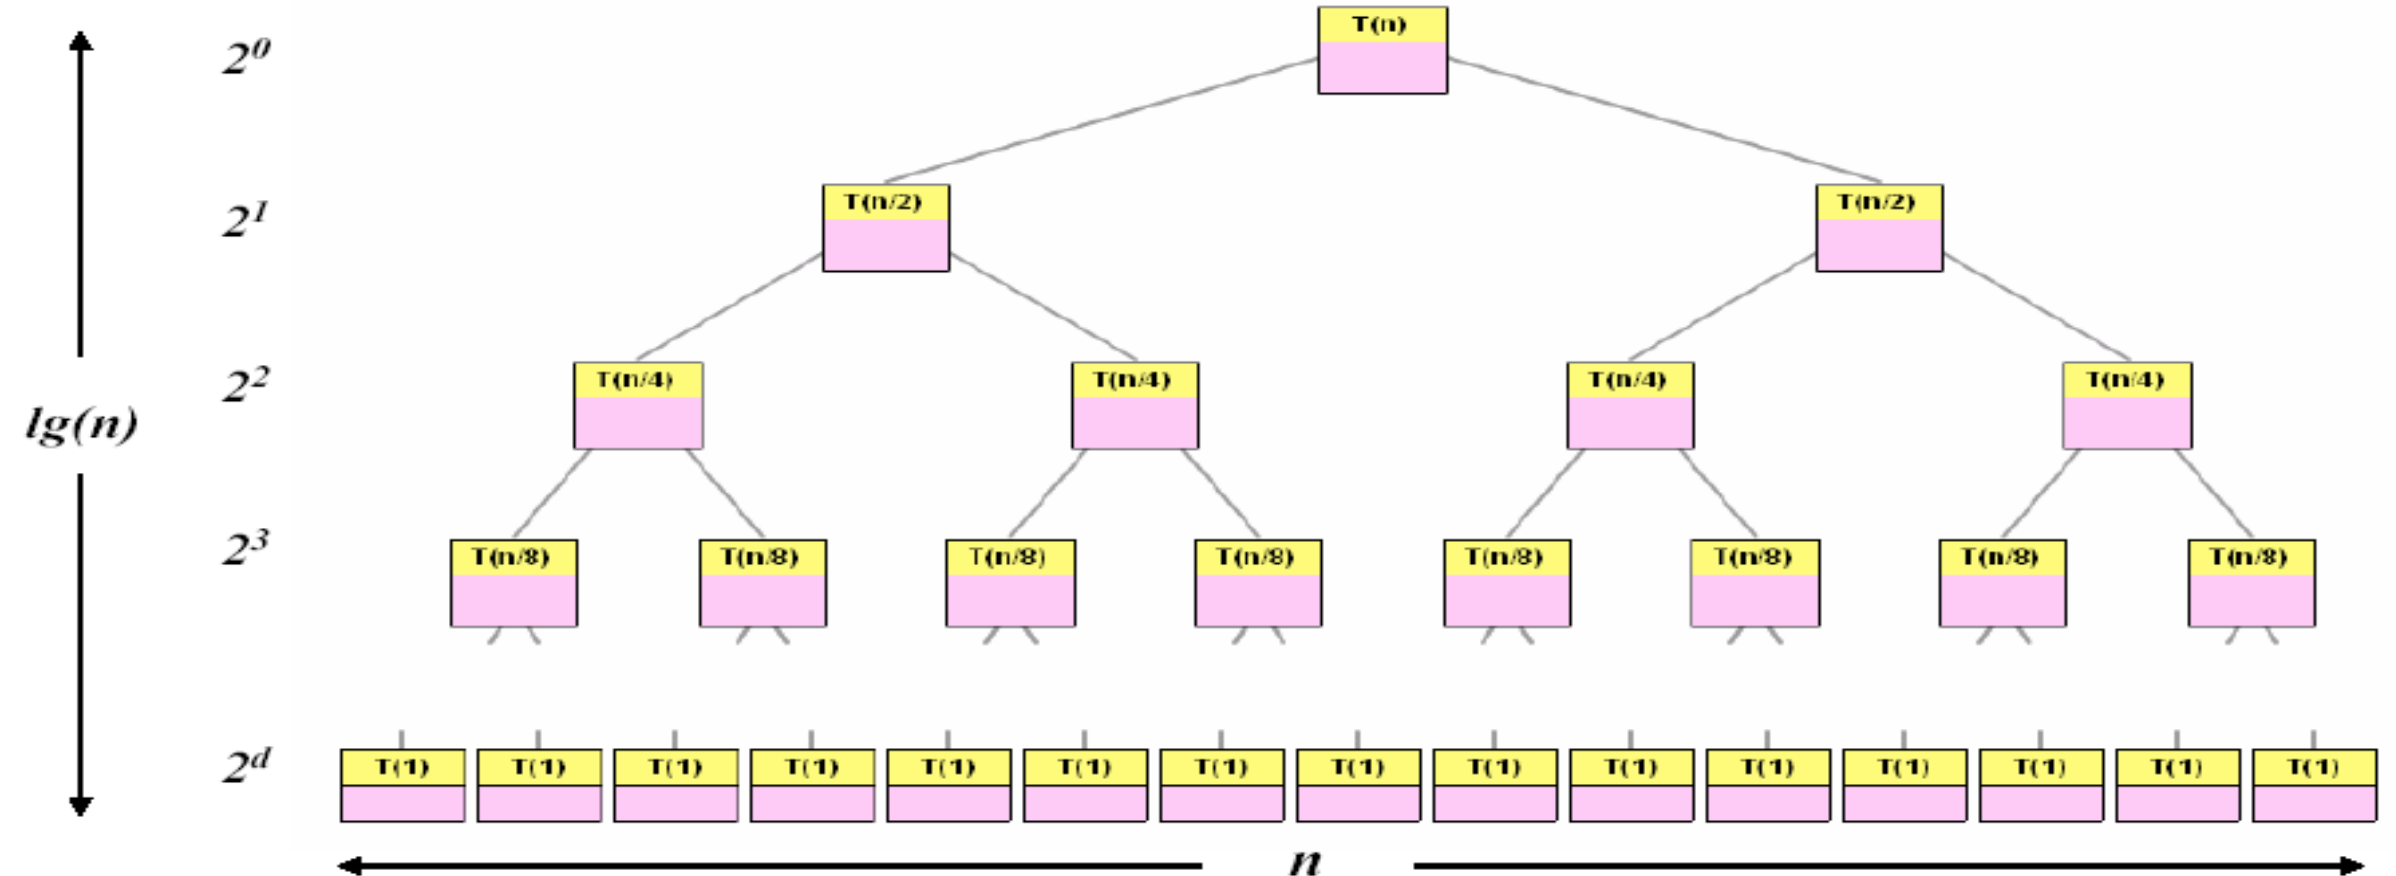 T(n)
2^0
T(n/2) T(n/2)
2^1
T(n/4) T(n/4) T(n/4) T(n/4)
2^2
lg(n)
T(n/8) T(n/8) T(n/8) T(n/8) T(n/8) T(n/8) T(n/8) T(n/8)
2^3
T(1) T(1) T(1) T(1) T(1) T(1) T(1) T(1) T(1) T(1) T(1) T(1) T(1) T(1) T(1)
2^d
n